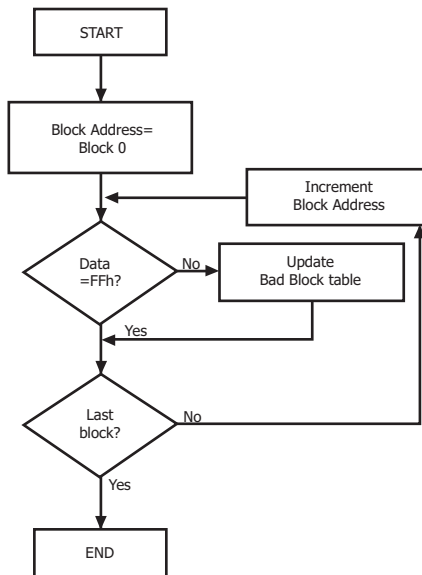 START
Block Address=
Block 0
Increment
Block Address
Data
=FFh?
No
Update
Bad Block table
Yes
Last
block?
No
Yes
END